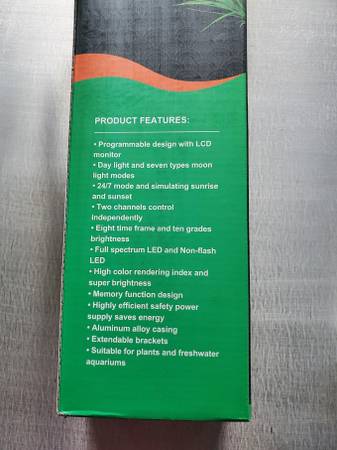 PRODUCT FEATURES:
• Programmable design with LCD
monitor
• Day light and seven types moon
light modes
• 24/7 mode and simulating sunrise
and sunset
• Two channels control
independently
• Eight time frame and ten grades
brightness
• Full spectrum LED and Non-flash
LED
• High color rendering index and
super brightness
• Memory function design
• Highly efficient safety power
supply saves energy
• Aluminum alloy casing
• Extendable brackets
• Suitable for plants and freshwater
aquariums